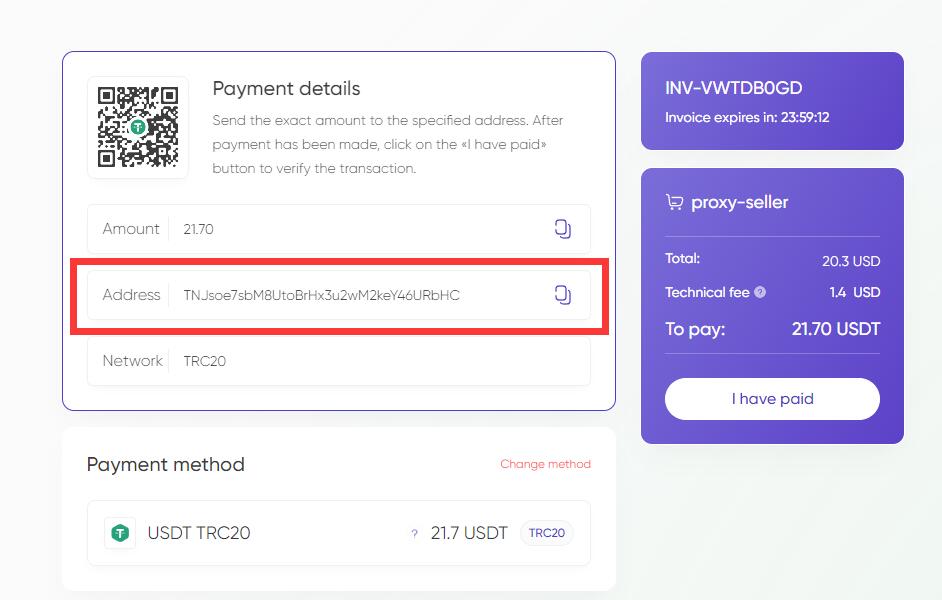 Payment details
Send the exact amount to the specified address. After
payment has been made, click on the «I have paid»
button to verify the transaction.
Amount 21.70
Address TNJsoe7sbM8UtoBrHx3u2wM2keY46URbHC
Network TRC20
Payment method
Change method
USDT TRC20 ? 21.7 USDT TRC20
INV-VWTDB0GD
Invoice expires in: 23:59:12
proxy-seller
Total: 20.3 USD
Technical fee ? 1.4 USD
To pay: 21.70 USDT
I have paid